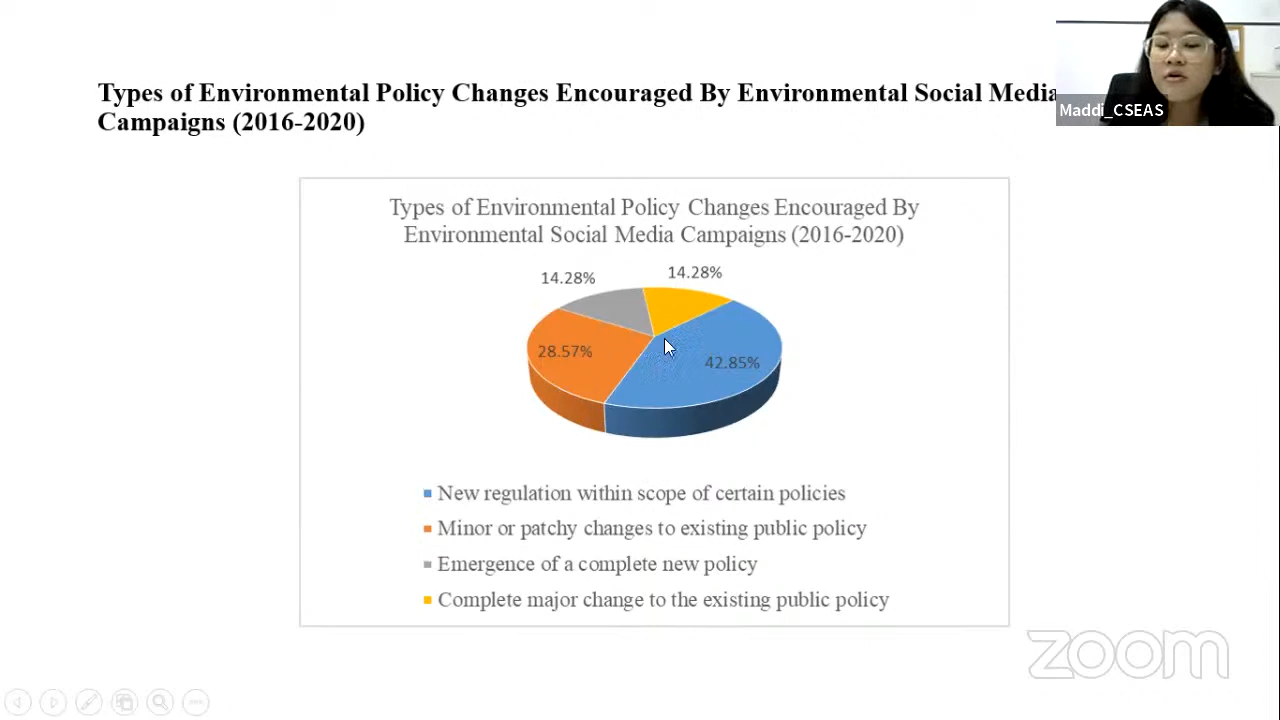 Types of Environmental Policy Changes Encouraged By Environmental Social Media
Campaigns (2016-2020)
Maddi_CSEAS
Types of Environmental Policy Changes Encouraged By
Environmental Social Media Campaigns (2016-2020)
14.28%
14.28%
28.57%
42.85%
New regulation within scope of certain policies
Minor or patchy changes to existing public policy
Emergence of a complete new policy
Complete major change to the existing public policy
zoom